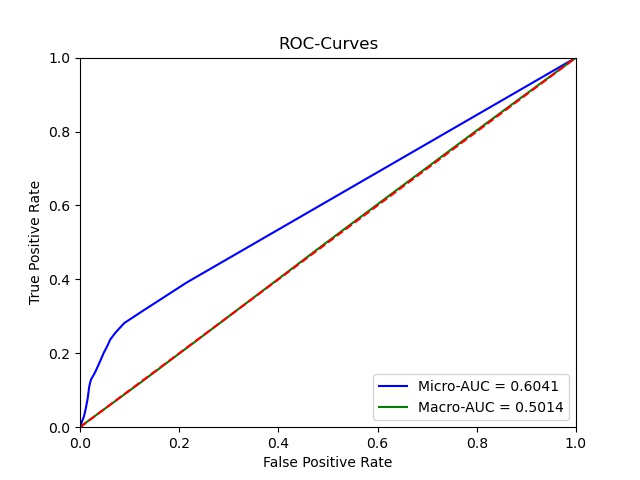 ROC-Curves
True Positive Rate
1.0
0.8
0.6
0.4
0.2
0.0
Micro-AUC = 0.6041
Macro-AUC = 0.5014
0.0 0.2 0.4 0.6 0.8 1.0
False Positive Rate